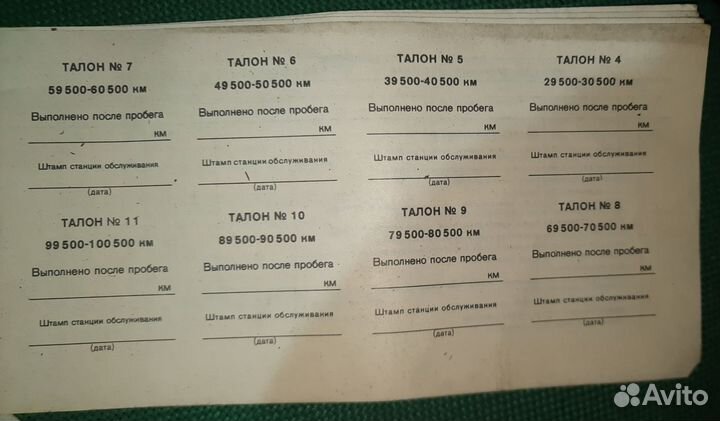 ТАЛОН № 7
59 500-60 500 км
Выполнено после пробега
км
Штамп станции обслуживания
(дата)
ТАЛОН № 6
49 500-50 500 км
Выполнено после пробега
км
Штамп станции обслуживания
(дата)
ТАЛОН № 5
39 500-40 500 км
Выполнено после пробега
км
Штамп станции обслуживания
(дата)
ТАЛОН № 4
29 500-30 500 км
Выполнено после пробега
км
Штамп станции обслуживания
(дата)
ТАЛОН № 11
99 500-100 500 км
Выполнено после пробега
км
Штамп станции обслуживания
(дата)
ТАЛОН № 10
89 500-90 500 км
Выполнено после пробега
км
Штамп станции обслуживания
(дата)
ТАЛОН № 9
79 500-80 500 км
Выполнено после пробега
км
Штамп станции обслуживания
(дата)
ТАЛОН № 8
69 500-70 500 км
Выполнено после пробега
км
Штамп станции обслуживания
(дата)
Avito